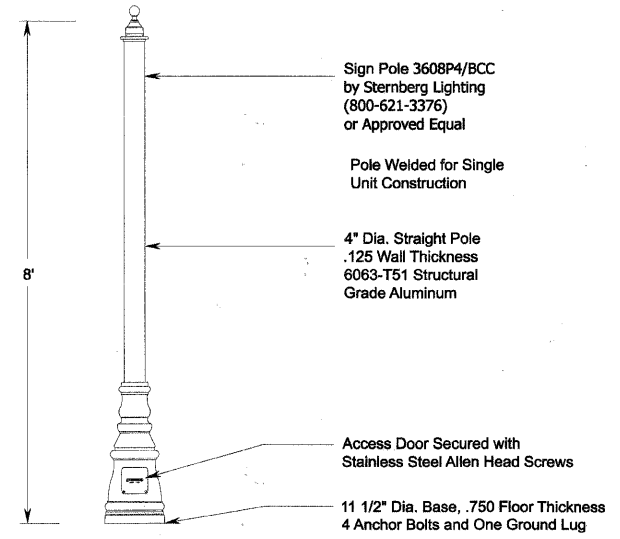 Sign Pole 3608P4/BCC
by Sternberg Lighting
(800-621-3376)
or Approved Equal
Pole Welded for Single
Unit Construction
4" Dia. Straight Pole
.125 Wall Thickness
6063-T51 Structural
Grade Aluminum
8'
Access Door Secured with
Stainless Steel Allen Head Screws
11 1/2" Dia. Base, .750 Floor Thickness
4 Anchor Bolts and One Ground Lug